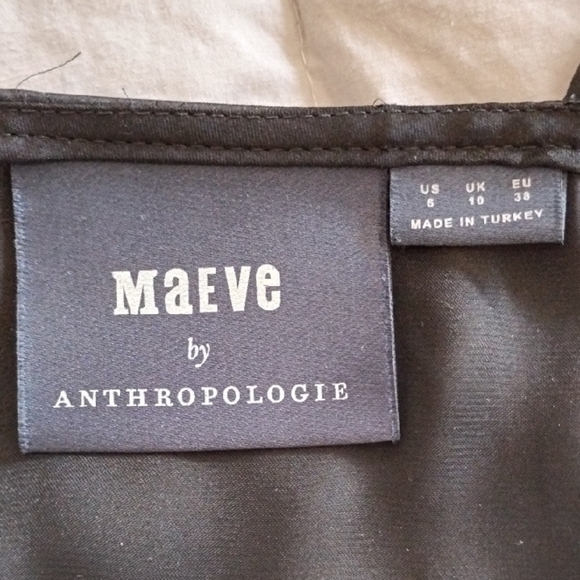 MaEVe
by
ANTHROPOLOGIE
US UK EU
6 10 38
MADE IN TURKEY